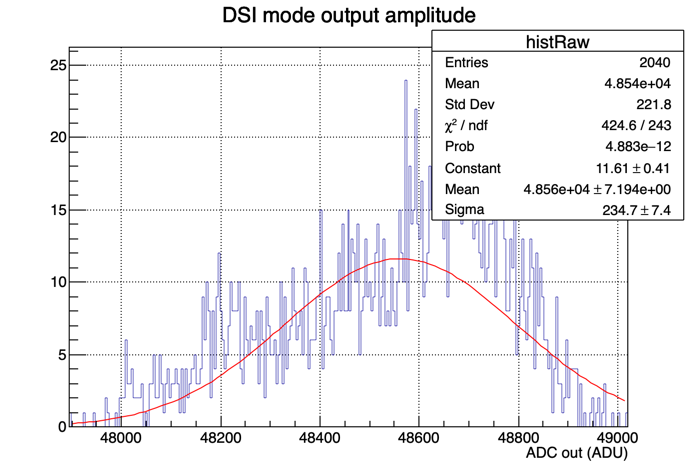 DSI mode output amplitude
histRaw
Entries 2040
Mean 4.854e+04
Std Dev 221.8
χ² / ndf 424.6 / 243
Prob 4.883e−12
Constant 11.61 ± 0.41
Mean 4.856e+04 ± 7.194e+00
Sigma 234.7 ± 7.4
25
20
15
10
5
0
48000 48200 48400 48600 48800 49000
ADC out (ADU)